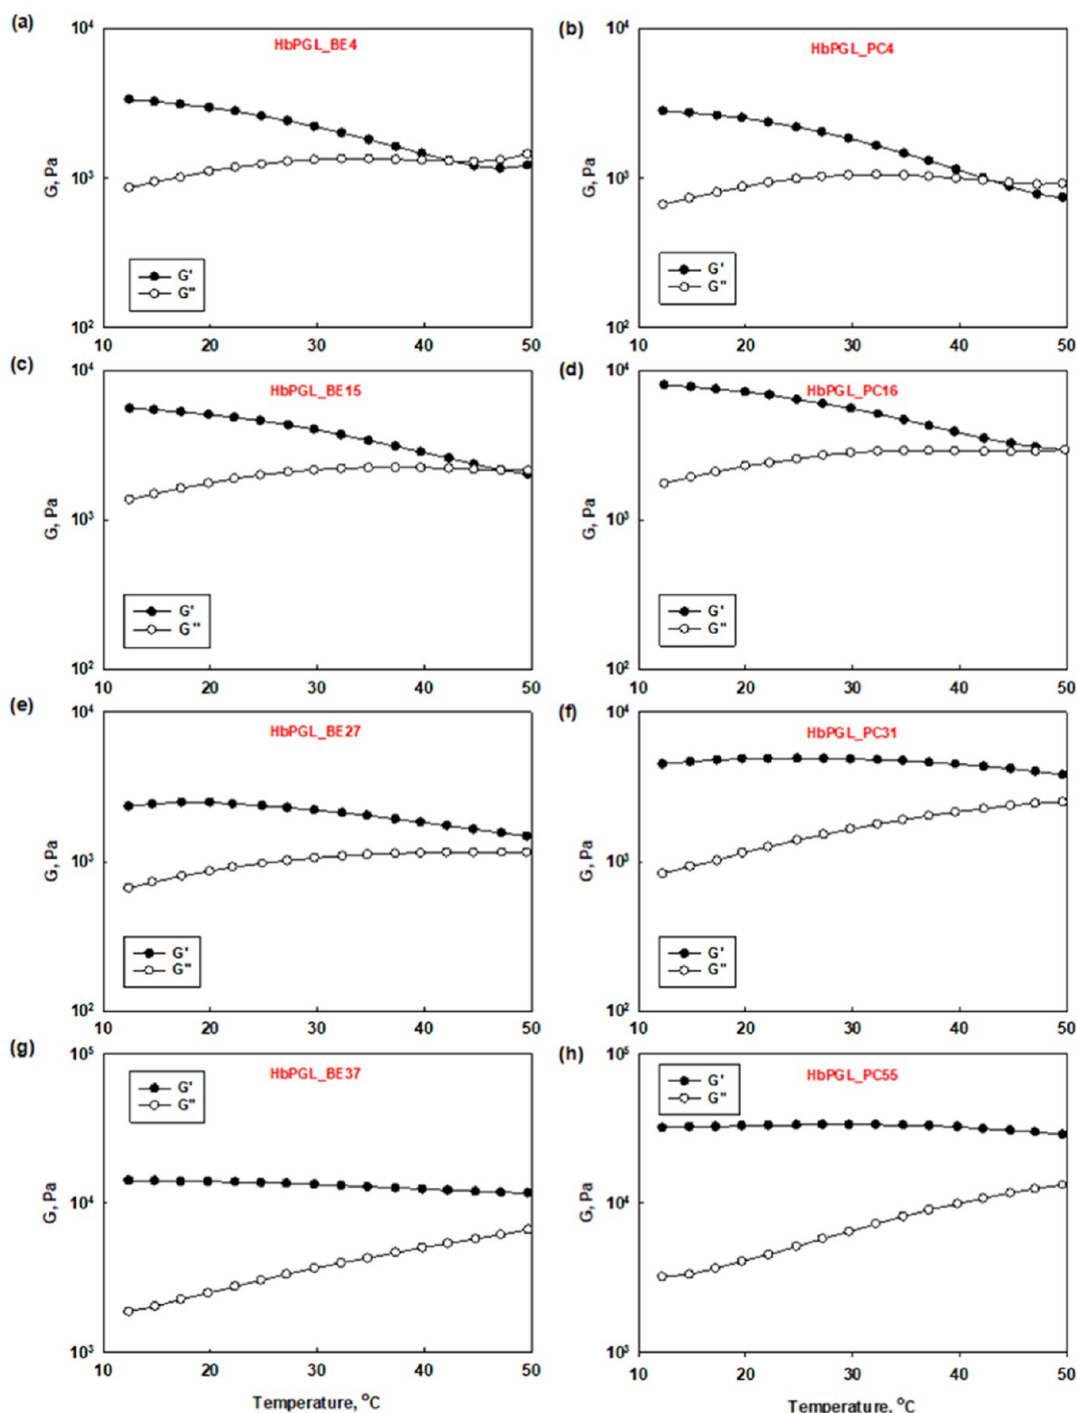 (a)
10⁴
HbPGL_BE4
G, Pa
10³
G'
G"
10²
10 20 30 40 50
(b)
10⁴
HbPGL_PC4
G, Pa
10³
G'
G"
10²
10 20 30 40 50
(c)
10⁴
HbPGL_BE15
G, Pa
10³
G'
G"
10²
10 20 30 40 50
(d)
10⁴
HbPGL_PC16
G, Pa
10³
G'
G"
10²
10 20 30 40 50
(e)
10⁴
HbPGL_BE27
G, Pa
10³
G'
G"
10²
10 20 30 40 50
(f)
10⁴
HbPGL_PC31
G, Pa
10³
G'
G"
10²
10 20 30 40 50
(g)
10⁵
HbPGL_BE37
G'
G"
G, Pa
10⁴
10³
10 20 30 40 50
Temperature, °C
(h)
10⁵
HbPGL_PC55
G'
G"
G, Pa
10⁴
10³
10 20 30 40 50
Temperature, °C